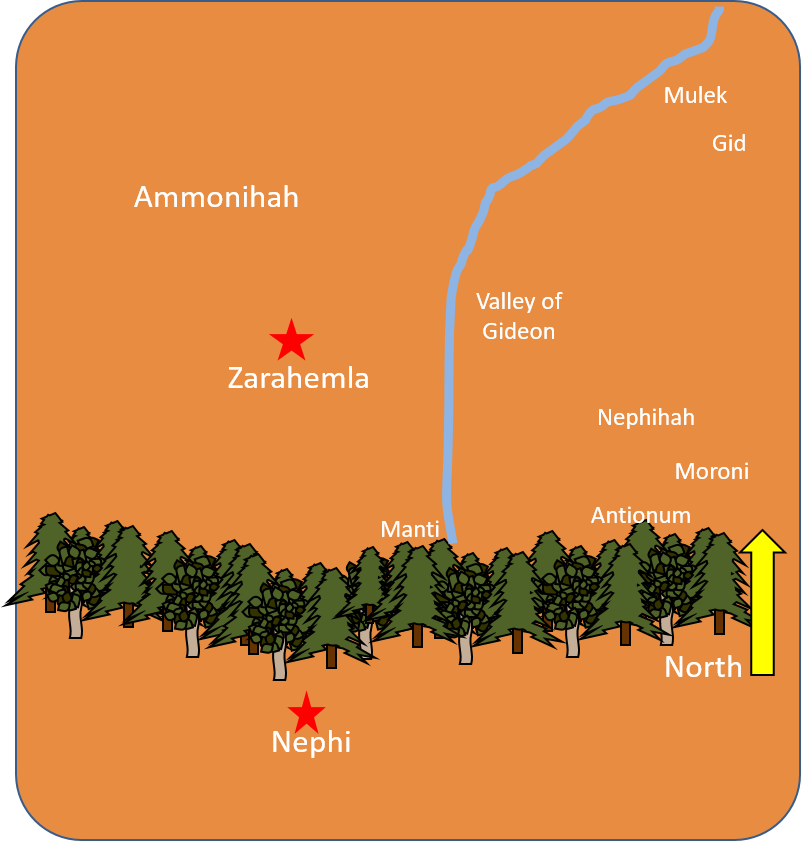 Mulek
Gid
Ammonihah
Valley of
Gideon
Zarahemla
Nephihah
Moroni
Antionum
Manti
North
Nephi